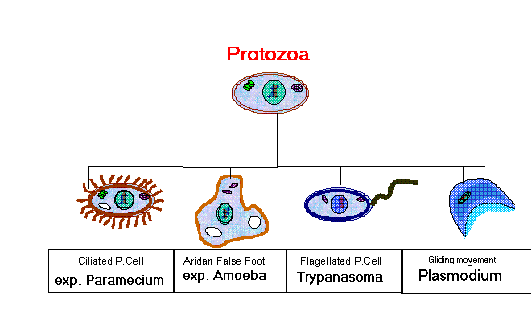 Protozoa
Ciliated P.Cell
exp. Paramecium
Aridan False Foot
exp. Amoeba
Flagellated P.Cell
Trypanasoma
Gliding movement
Plasmodium